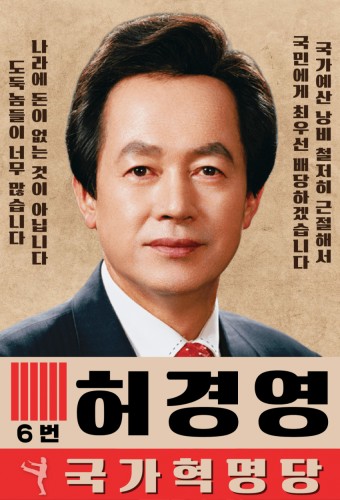 국가예산 낭비 철저히 근절해서
국민에게 최우선 배당하겠습니다
나라에 돈이 없는 것이 아닙니다
도둑놈들이 너무 많습니다
6번
허경영
국가혁명당